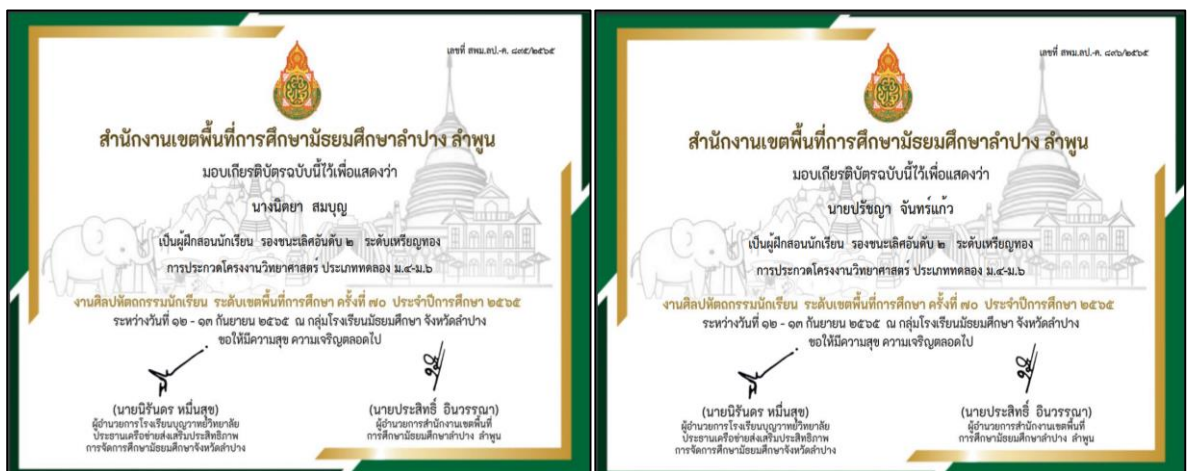 เลขที่ สพม.ลป.-ค. ๘๓๕/๒๕๖๕
สำนักงานเขตพื้นที่การศึกษามัธยมศึกษาลำปาง ลำพูน
มอบเกียรติบัตรฉบับนี้ไว้เพื่อแสดงว่า
นางนิตยา สมบุญ
เป็นผู้ฝึกสอนนักเรียน รองชนะเลิศอันดับ ๒ ระดับเหรียญทอง
การประกวดโครงงานวิทยาศาสตร์ ประเภททดลอง ม.๔-ม.๖
งานศิลปหัตถกรรมนักเรียน ระดับเขตพื้นที่การศึกษา ครั้งที่ ๗๐ ประจำปีการศึกษา ๒๕๖๕
ระหว่างวันที่ ๑๒ - ๑๓ กันยายน ๒๕๖๕ ณ กลุ่มโรงเรียนมัธยมศึกษา จังหวัดลำปาง
ขอให้มีความสุข ความเจริญตลอดไป
(นายนิรันดร หมื่นสุข)
ผู้อำนวยการโรงเรียนบุญวาทย์วิทยาลัย
ประธานเครือข่ายส่งเสริมประสิทธิภาพ
การจัดการศึกษามัธยมศึกษาจังหวัดลำปาง
(นายประสิทธิ์ อินวรรณา)
ผู้อำนวยการสำนักงานเขตพื้นที่
การศึกษามัธยมศึกษาลำปาง ลำพูน
เลขที่ สพม.ลป.-ค. ๘๓๖/๒๕๖๕
สำนักงานเขตพื้นที่การศึกษามัธยมศึกษาลำปาง ลำพูน
มอบเกียรติบัตรฉบับนี้ไว้เพื่อแสดงว่า
นายปรัชญา จันทร์แก้ว
เป็นผู้ฝึกสอนนักเรียน รองชนะเลิศอันดับ ๒ ระดับเหรียญทอง
การประกวดโครงงานวิทยาศาสตร์ ประเภททดลอง ม.๔-ม.๖
งานศิลปหัตถกรรมนักเรียน ระดับเขตพื้นที่การศึกษา ครั้งที่ ๗๐ ประจำปีการศึกษา ๒๕๖๕
ระหว่างวันที่ ๑๒ - ๑๓ กันยายน ๒๕๖๕ ณ กลุ่มโรงเรียนมัธยมศึกษา จังหวัดลำปาง
ขอให้มีความสุข ความเจริญตลอดไป
(นายนิรันดร หมื่นสุข)
ผู้อำนวยการโรงเรียนบุญวาทย์วิทยาลัย
ประธานเครือข่ายส่งเสริมประสิทธิภาพ
การจัดการศึกษามัธยมศึกษาจังหวัดลำปาง
(นายประสิทธิ์ อินวรรณา)
ผู้อำนวยการสำนักงานเขตพื้นที่
การศึกษามัธยมศึกษาลำปาง ลำพูน